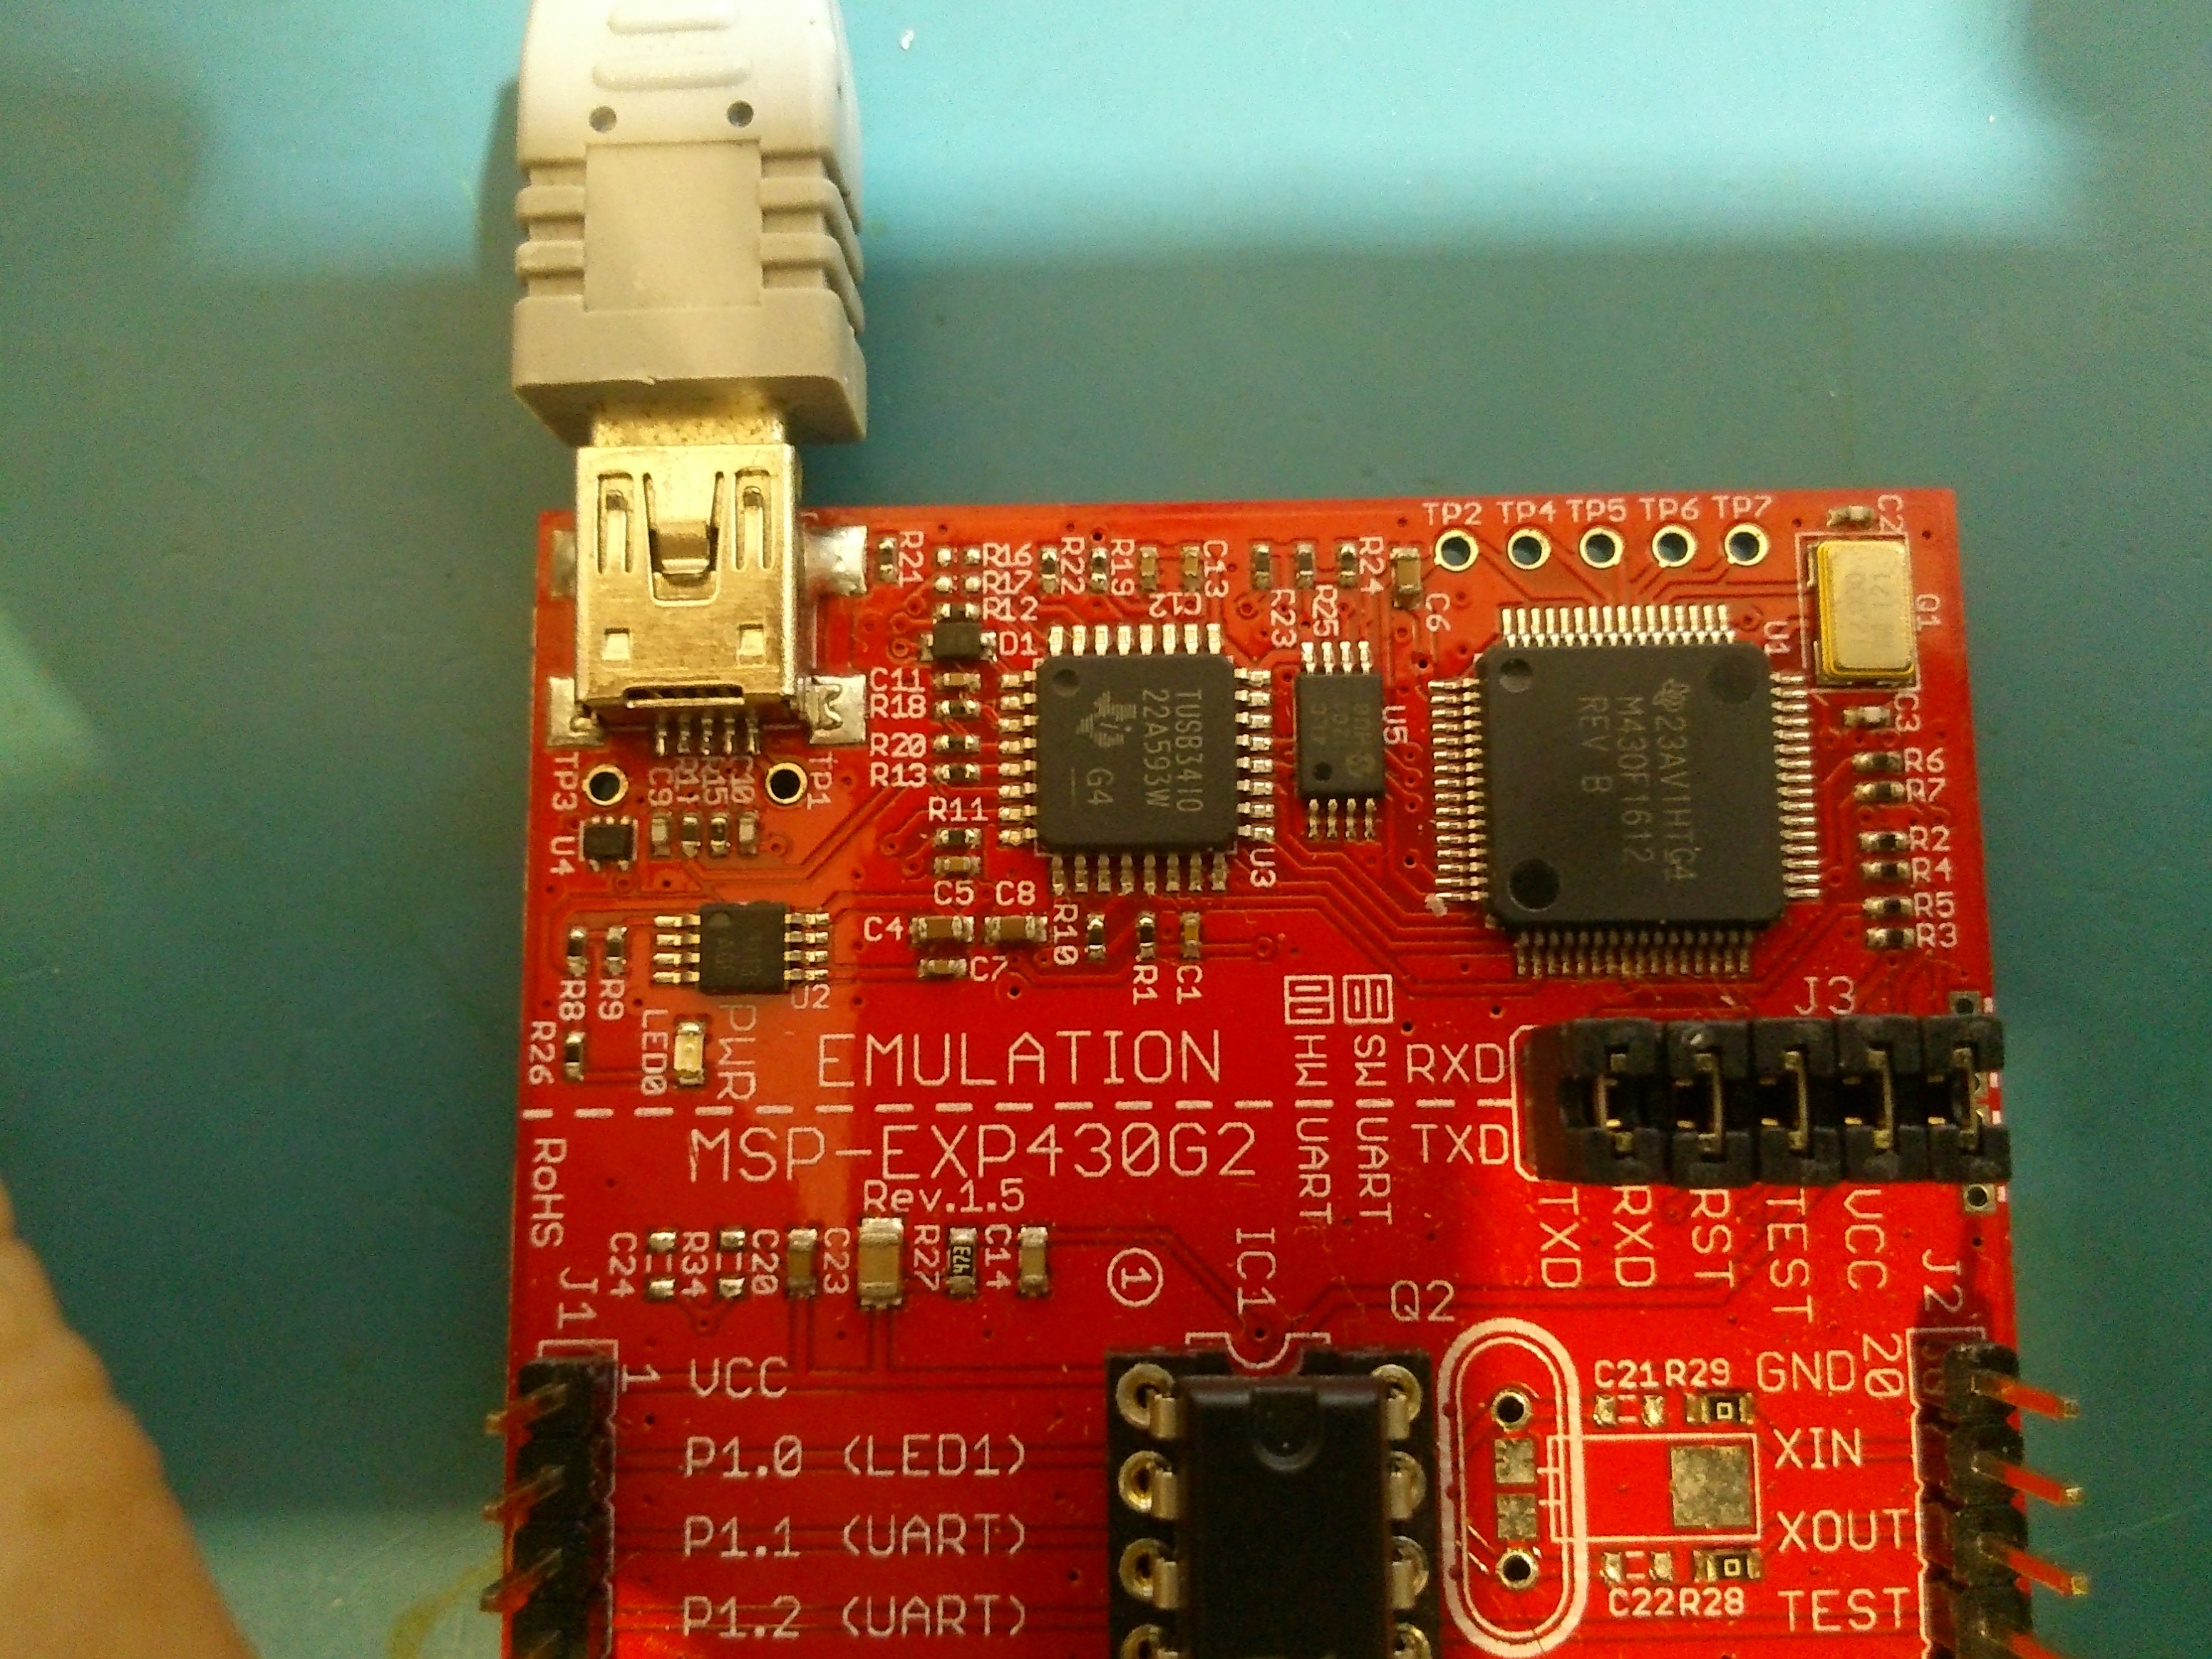 TP2 TP4 TP5 TP6 TP7
C2
Q1
R21
R16
R17
R12
D1
R22
R19
C13
C12
R23
R25
R24
C6
U1
C11
R18
R20
R13
R11
TUSB3410
22A593W
G4
U3
U5
23AV1HTG4
M430F1612
REV B
C3
R6
R7
R2
R4
R5
R3
TP3
C9
R15
C10
TP1
U4
C5 C8
C4
C7
R10
R1
C1
U2
R8
R9
R26
LED0
PWR
EMULATION
HW UART
SW UART
RXD
TXD
J3
MSP-EXP430G2
Rev.1.5
RoHS
TXD
RXD
RST
TEST
VCC
C24
R34
C20
C23
R27
473
C14
1
IC1
Q2
J1
J2
1 VCC
P1.0 (LED1)
P1.1 (UART)
P1.2 (UART)
C21 R29
C22 R28
GND 20
XIN
XOUT
TEST